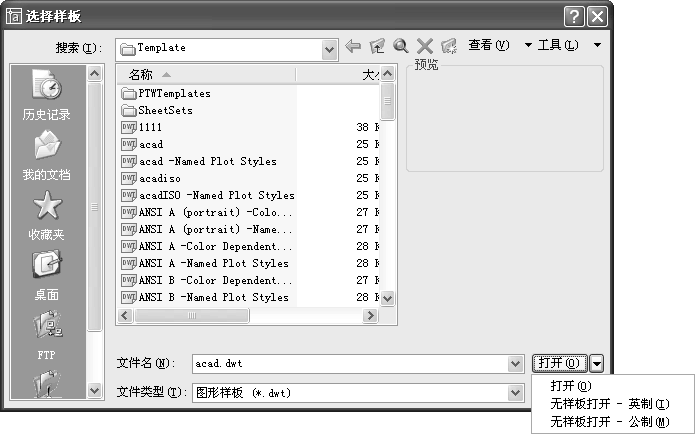 选择样板
搜索(I):
Template
查看(V)
工具(L)
名称
大小
预览
PTWTemplates
SheetSets
1111 38 K
acad 25 K
acad -Named Plot Styles 25 K
acadiso 25 K
acadISO -Named Plot Styles 25 K
ANSI A (portrait) -Colo... 27 K
ANSI A (portrait) -Name... 27 K
ANSI A -Color Dependent... 28 K
ANSI A -Named Plot Styles 28 K
ANSI B -Color Dependent... 27 K
ANSI B -Named Plot Styles 28 K
历史记录
我的文档
收藏夹
桌面
FTP
文件名(N): acad.dwt 打开(O)
文件类型(T): 图形样板 (*.dwt)
打开(O)
无样板打开 - 英制(I)
无样板打开 - 公制(M)